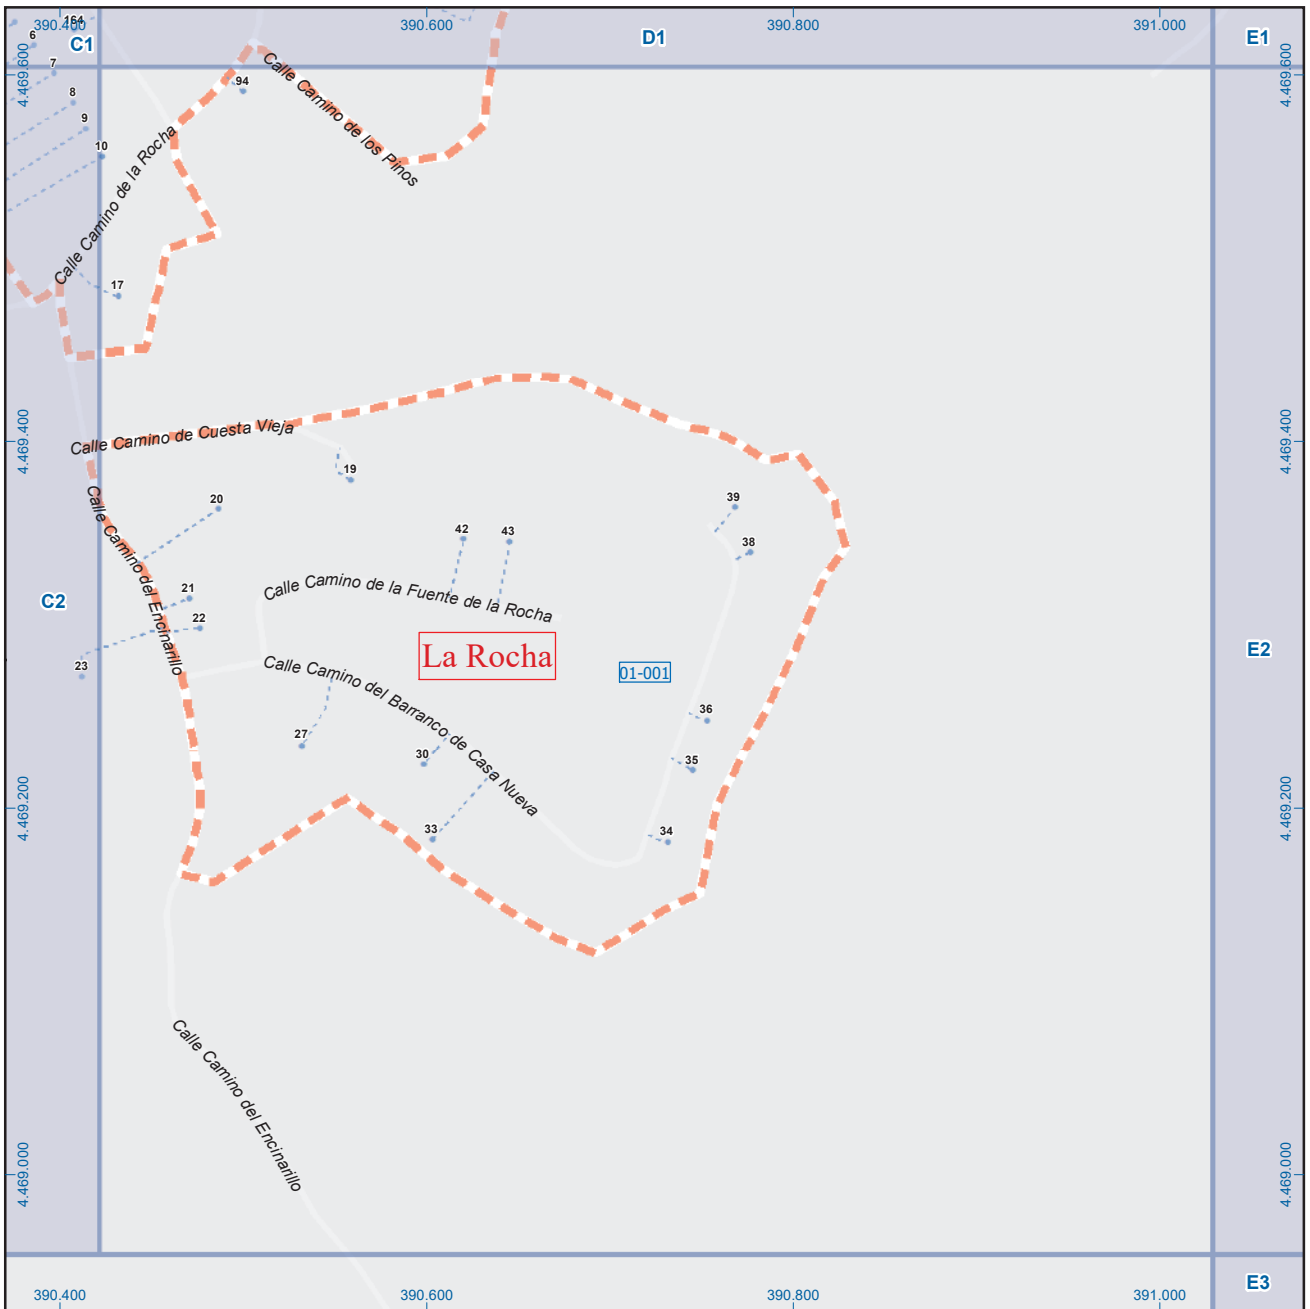 164
390.400
390.600
390.800
391.000
6
C1
D1
E1
7
4.469.600
4.469.600
Calle Camino de los Pinos
94
8
9
10
Calle Camino de la Rocha
17
4.469.400
4.469.400
Calle Camino de Cuesta Vieja
19
20
39
42
43
38
Calle Camino del Encinarillo
21
Calle Camino de la Fuente de la Rocha
C2
22
La Rocha
E2
23
01-001
Calle Camino del Barranco de Casa Nueva
36
27
30
35
4.469.200
4.469.200
33
34
Calle Camino del Encinarillo
4.469.000
4.469.000
E3
390.400
390.600
390.800
391.000